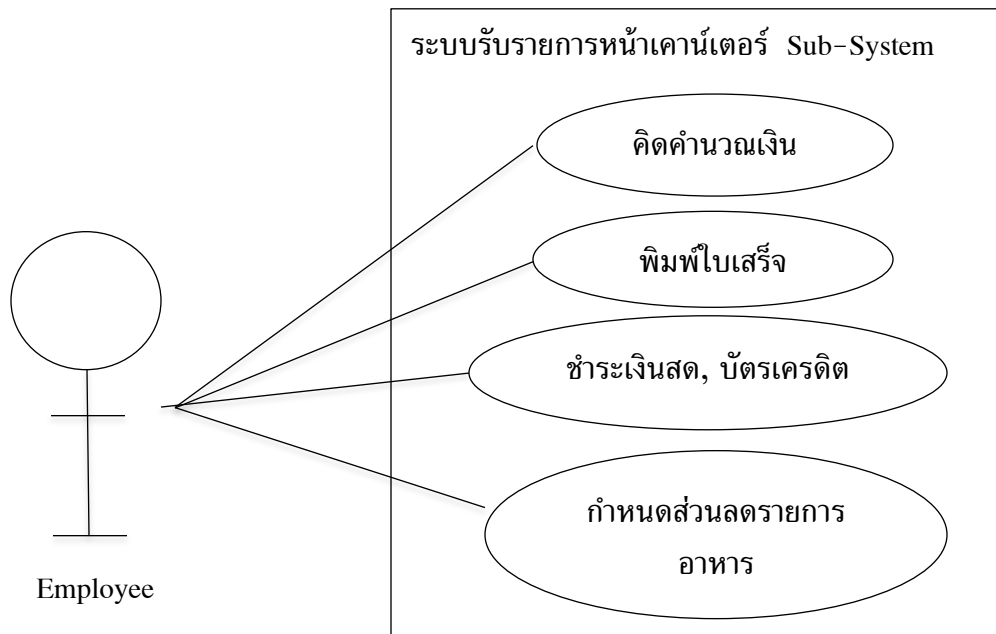 ระบบรับรายการหน้าเคาน์เตอร์ Sub-System
คิดคำนวณเงิน
พิมพ์ใบเสร็จ
ชำระเงินสด, บัตรเครดิต
กำหนดส่วนลดรายการ
อาหาร
Employee